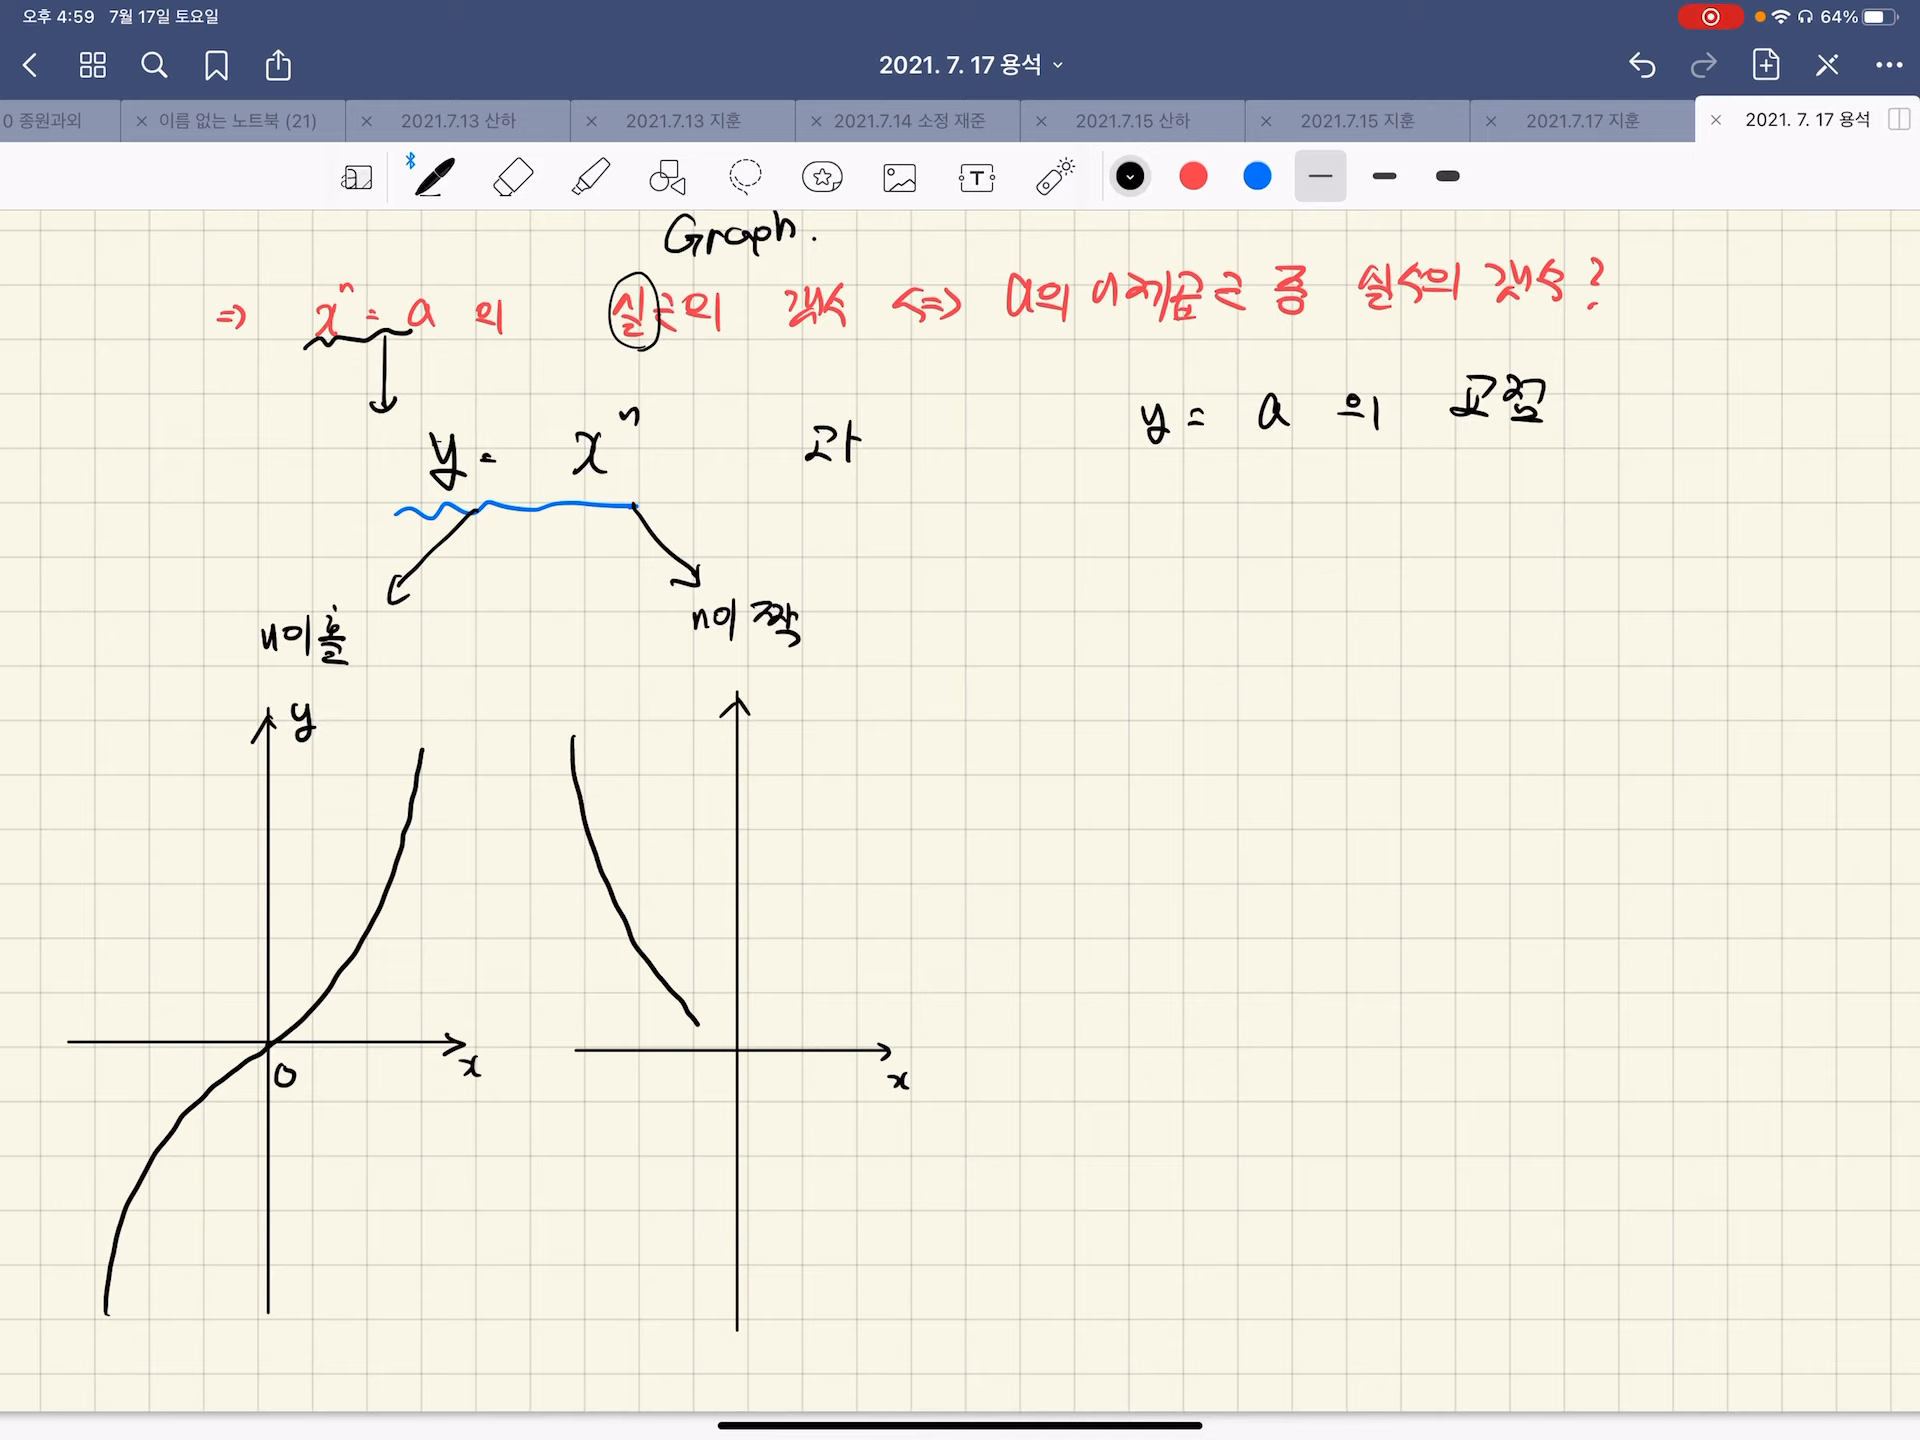 오후 4:59 7월 17일 토요일
64%
2021. 7. 17 용석
0 종원과외
이름 없는 노트북 (21)
2021.7.13 산하
2021.7.13 지훈
2021.7.14 소정 재준
2021.7.15 산하
2021.7.15 지훈
2021.7.17 지훈
2021. 7. 17 용석
Graph.
⇒ xⁿ = a 의 실근의 갯수 ⇔ a의 n제곱근 중 실수의 갯수?
y = xⁿ 과 y = a 의 교점
n이 홀 n이 짝
y
x
0
x